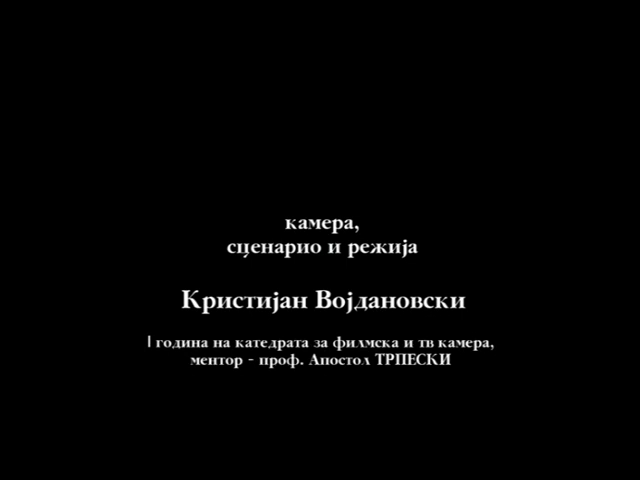 камера,
сценарио и режија
Кристијан Војдановски
I година на катедрата за филмска и тв камера,
ментор - проф. Апостол ТРПЕСКИ